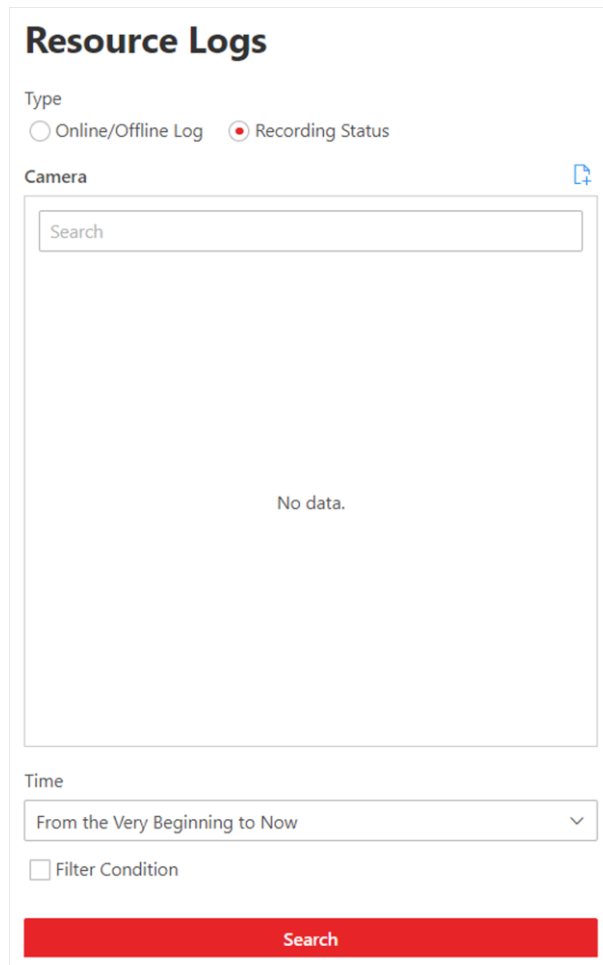 Resource Logs
Type
Online/Offline Log Recording Status
Camera
Search
No data.
Time
From the Very Beginning to Now
Filter Condition
Search